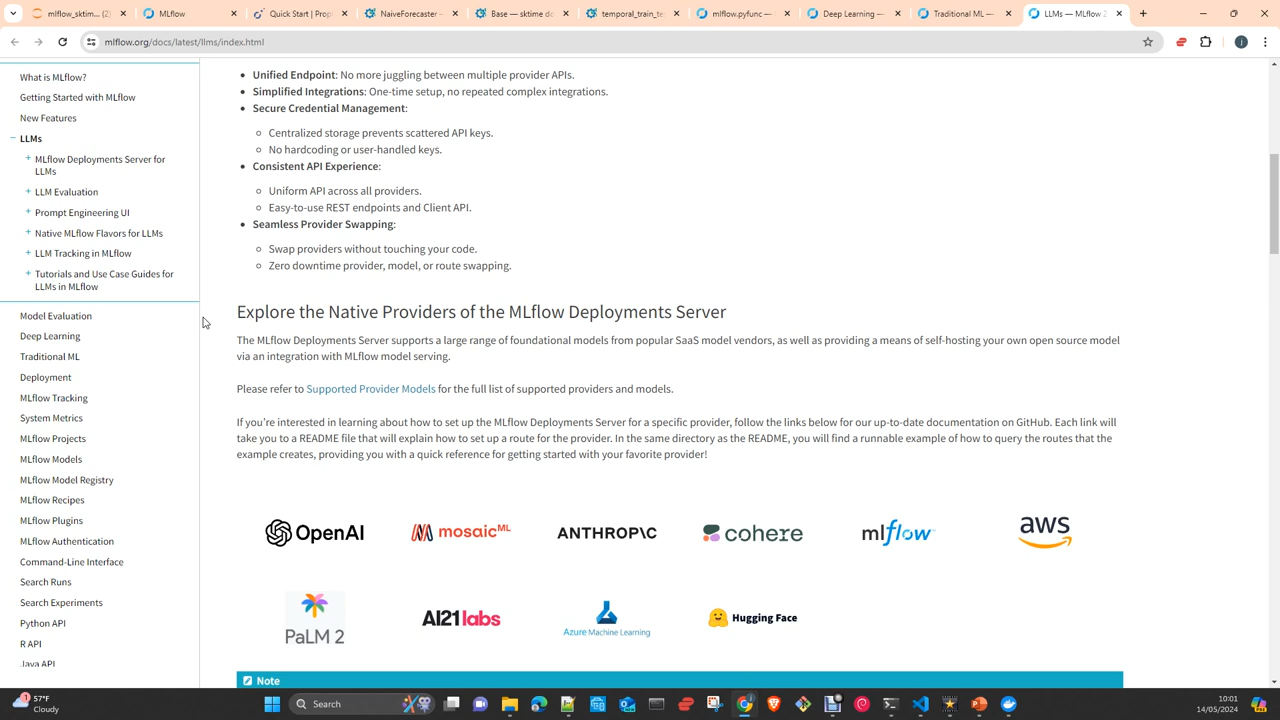 mlflow_sktim... (2)
MLflow
Quick Start | Prop
NaiveForecaster —
Base — sktime do
temporal_train_te
mlflow.pyfunc —
Deep Learning —
Traditional ML —
LLMs — MLflow 2
mlflow.org/docs/latest/llms/index.html
i
What is MLflow?
Getting Started with MLflow
New Features
LLMs
MLflow Deployments Server for
LLMs
LLM Evaluation
Prompt Engineering UI
Native MLflow Flavors for LLMs
LLM Tracking in MLflow
Tutorials and Use Case Guides for
LLMs in MLflow
Model Evaluation
Deep Learning
Traditional ML
Deployment
MLflow Tracking
System Metrics
MLflow Projects
MLflow Models
MLflow Model Registry
MLflow Recipes
MLflow Plugins
MLflow Authentication
Command-Line Interface
Search Runs
Search Experiments
Python API
R API
Java API
Unified Endpoint: No more juggling between multiple provider APIs.
Simplified Integrations: One-time setup, no repeated complex integrations.
Secure Credential Management:
Centralized storage prevents scattered API keys.
No hardcoding or user-handled keys.
Consistent API Experience:
Uniform API across all providers.
Easy-to-use REST endpoints and Client API.
Seamless Provider Swapping:
Swap providers without touching your code.
Zero downtime provider, model, or route swapping.
Explore the Native Providers of the MLflow Deployments Server
The MLflow Deployments Server supports a large range of foundational models from popular SaaS model vendors, as well as providing a means of self-hosting your own open source model
via an integration with MLflow model serving.
Please refer to Supported Provider Models for the full list of supported providers and models.
If you're interested in learning about how to set up the MLflow Deployments Server for a specific provider, follow the links below for our up-to-date documentation on GitHub. Each link will
take you to a README file that will explain how to set up a route for the provider. In the same directory as the README, you will find a runnable example of how to query the routes that the
example creates, providing you with a quick reference for getting started with your favorite provider!
OpenAI
mosaicML
ANTHROP\C
cohere
mlflow
aws
PaLM 2
AI21labs
Azure Machine Learning
Hugging Face
Note
1
57°F
Cloudy
Search
10:01
14/05/2024